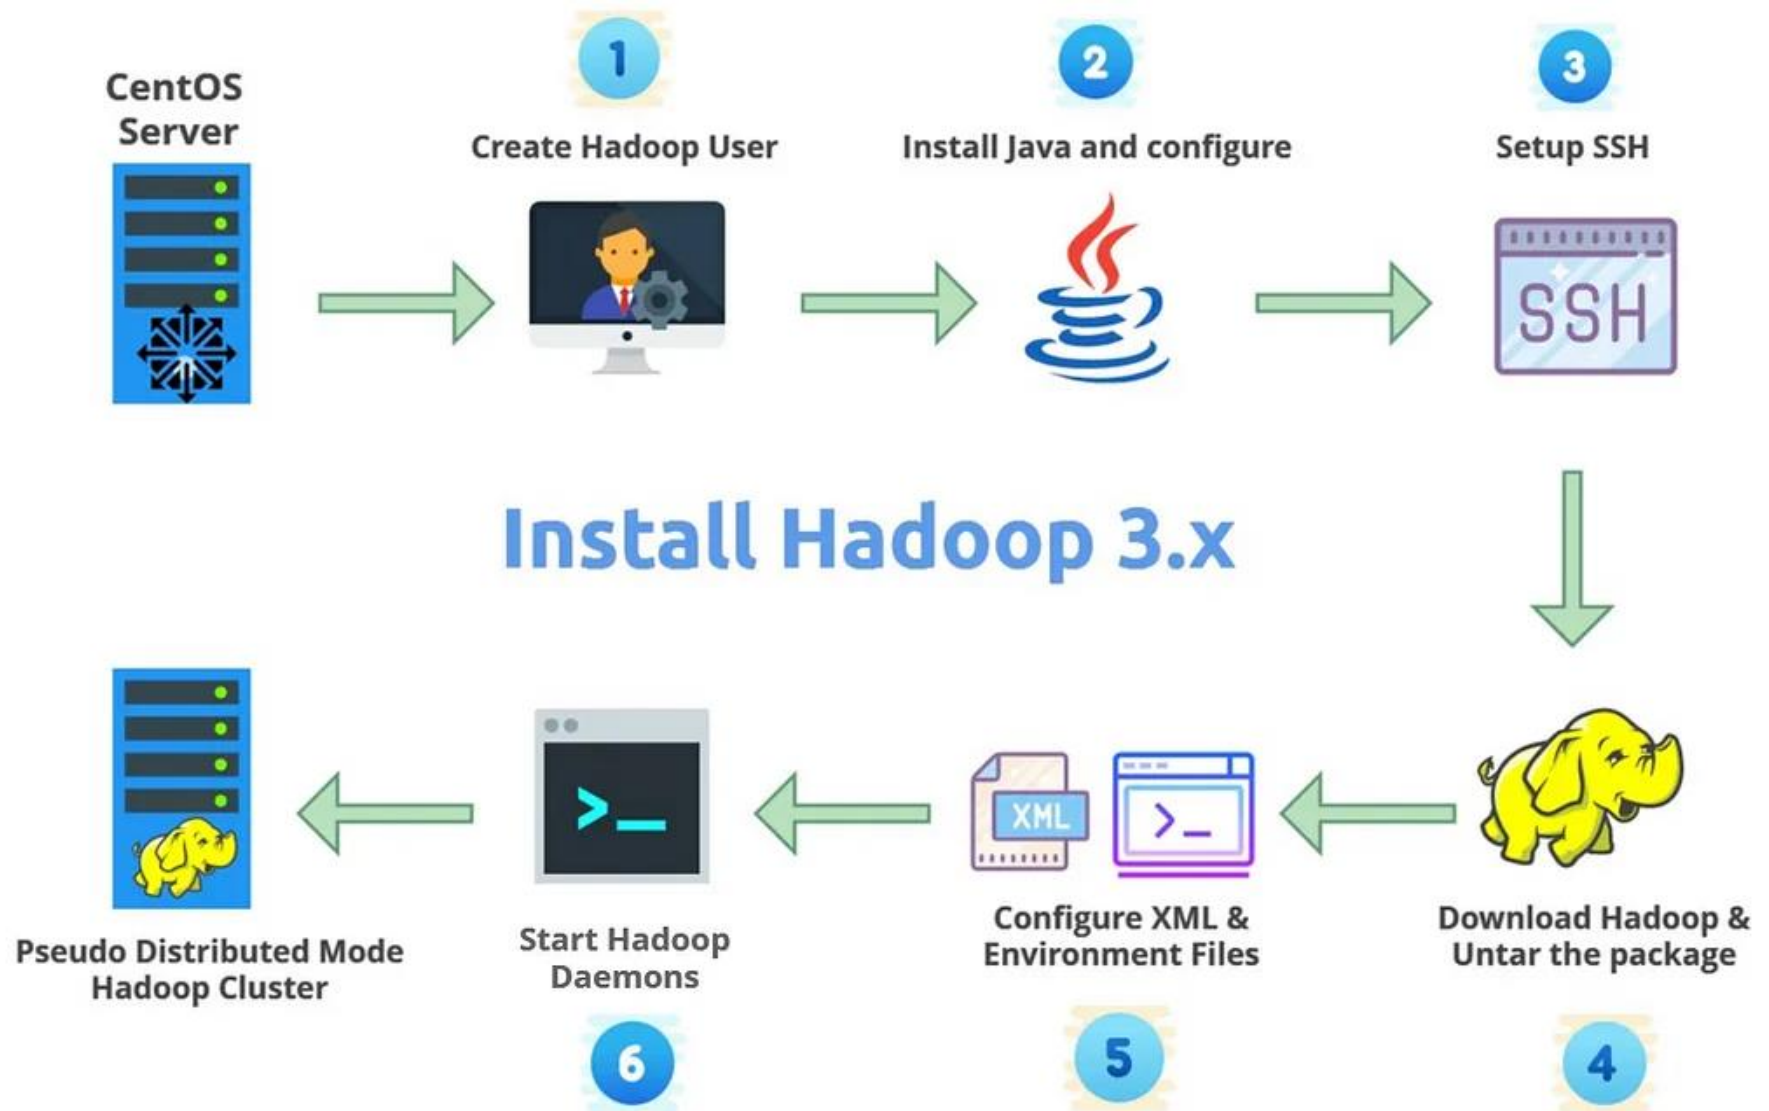 CentOS
Server
1
Create Hadoop User
2
Install Java and configure
3
Setup SSH
SSH
Install Hadoop 3.x
Download Hadoop &
Untar the package
4
XML
>_
Configure XML &
Environment Files
5
>_
Start Hadoop
Daemons
6
Pseudo Distributed Mode
Hadoop Cluster